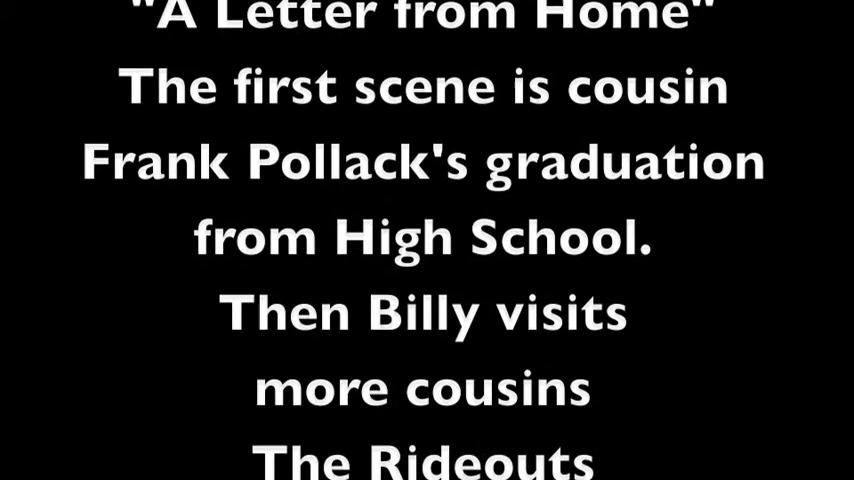 "A Letter from Home"
The first scene is cousin
Frank Pollack's graduation
from High School.
Then Billy visits
more cousins
The Rideouts